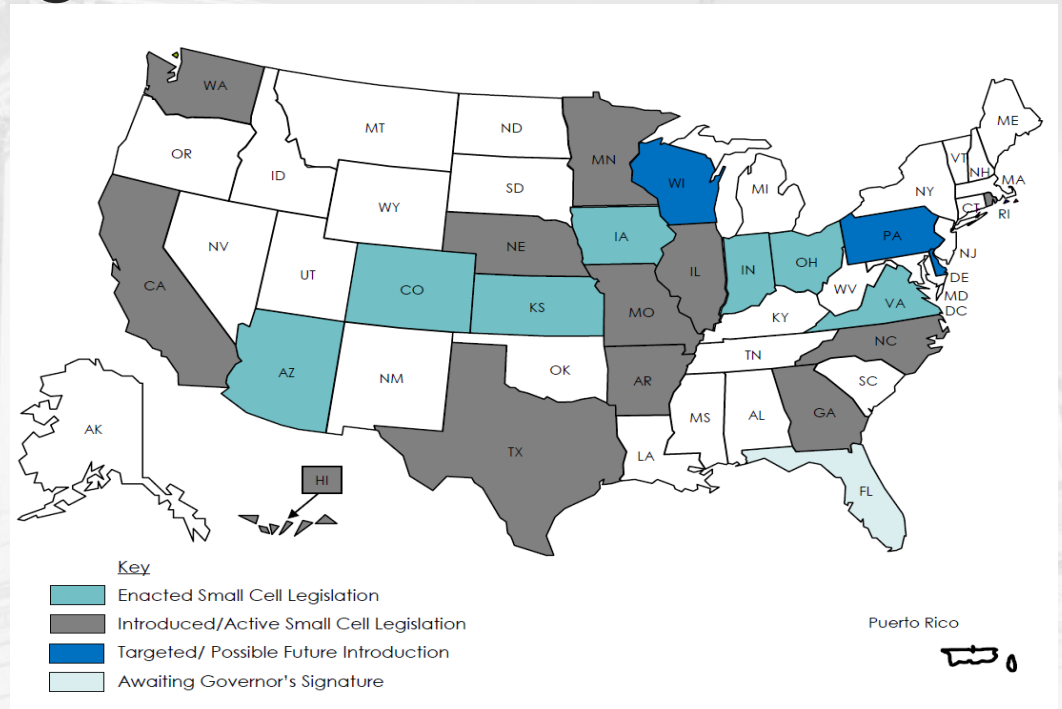 WA
ME
MT
ND
MN
OR
VT
NH
MA
ID
SD
WI
MI
NY
CT
RI
WY
PA
IA
NE
NV
NJ
IL
IN
OH
UT
DE
CA
CO
WV
MD
VA
DC
KS
MO
KY
NC
TN
OK
AZ
NM
AR
SC
MS
AL
GA
AK
TX
LA
HI
FL
Key
Enacted Small Cell Legislation
Introduced/Active Small Cell Legislation
Targeted/ Possible Future Introduction
Awaiting Governor's Signature
Puerto Rico